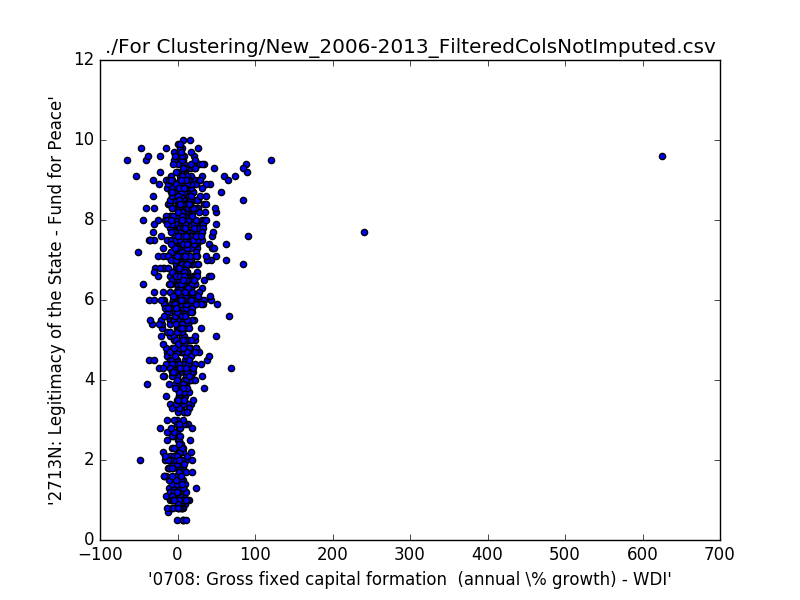 ./For Clustering/New_2006-2013_FilteredColsNotImputed.csv
'2713N: Legitimacy of the State - Fund for Peace'
12
10
8
6
4
2
0
−100 0 100 200 300 400 500 600 700
'0708: Gross fixed capital formation  (annual \% growth) - WDI'